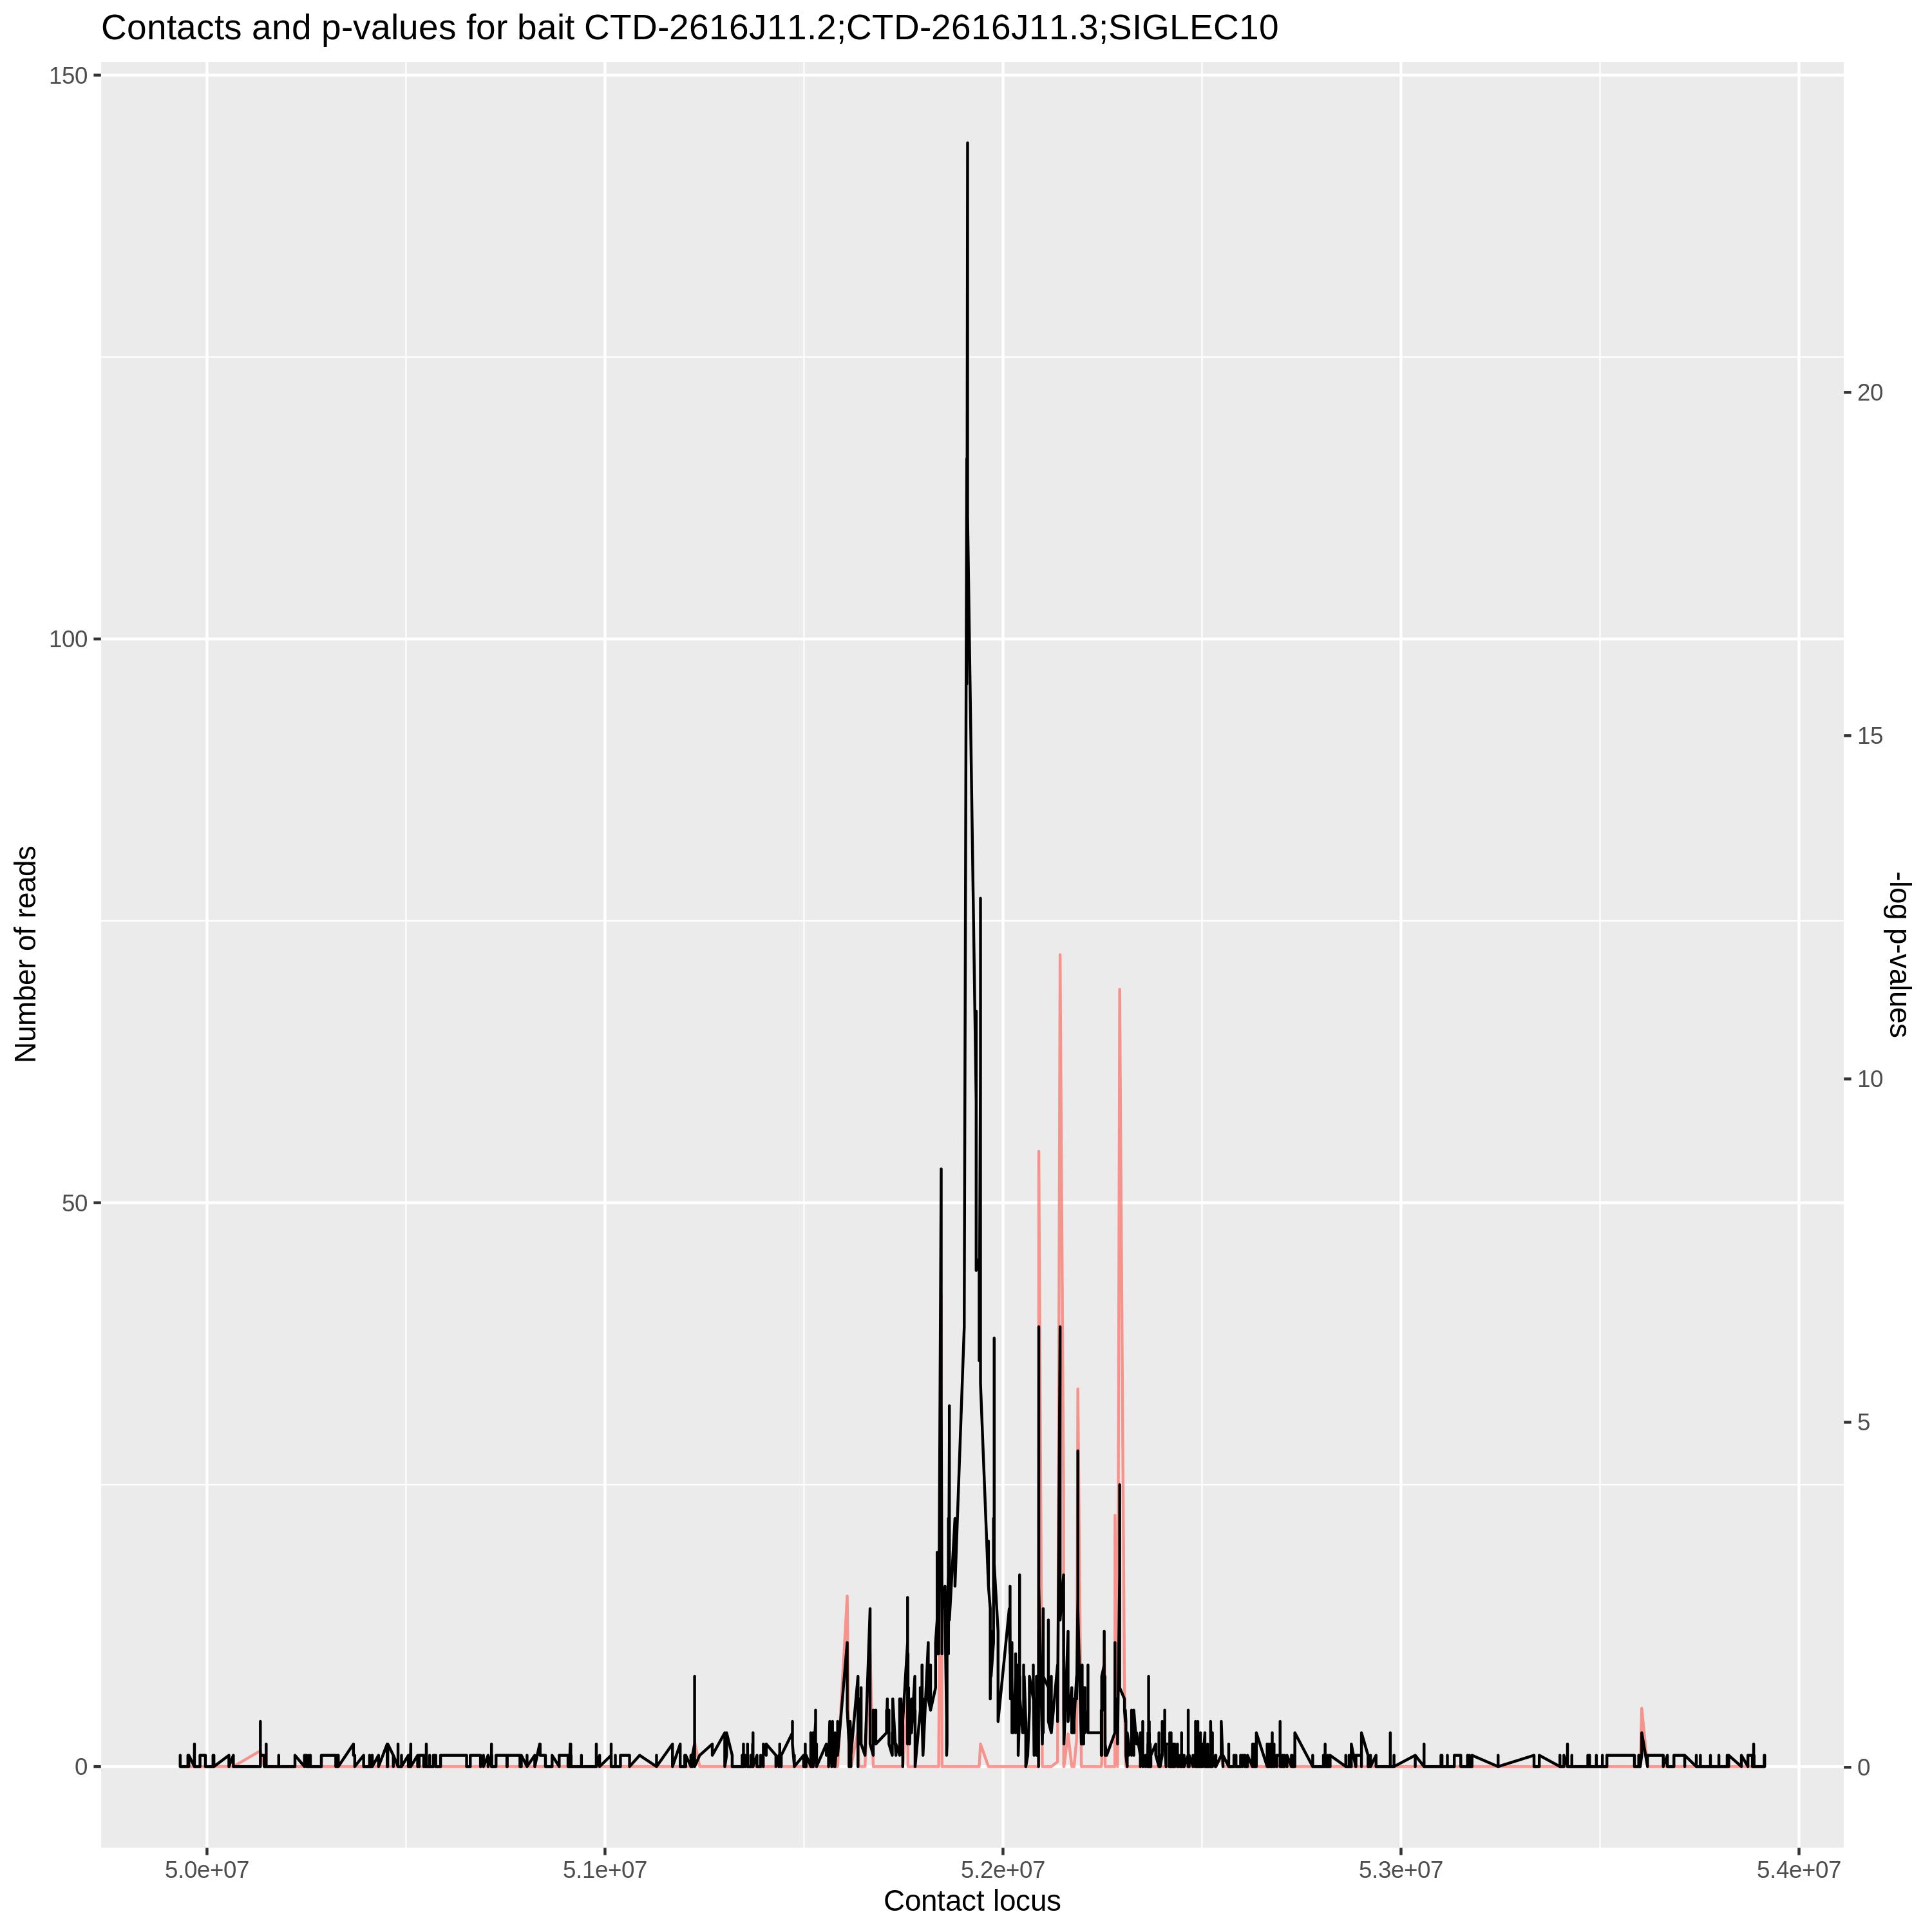 Contacts and p-values for bait CTD-2616J11.2;CTD-2616J11.3;SIGLEC10
150
100
50
0
Number of reads
20
15
10
5
0
-log p-values
5.0e+07 5.1e+07 5.2e+07 5.3e+07 5.4e+07
Contact locus